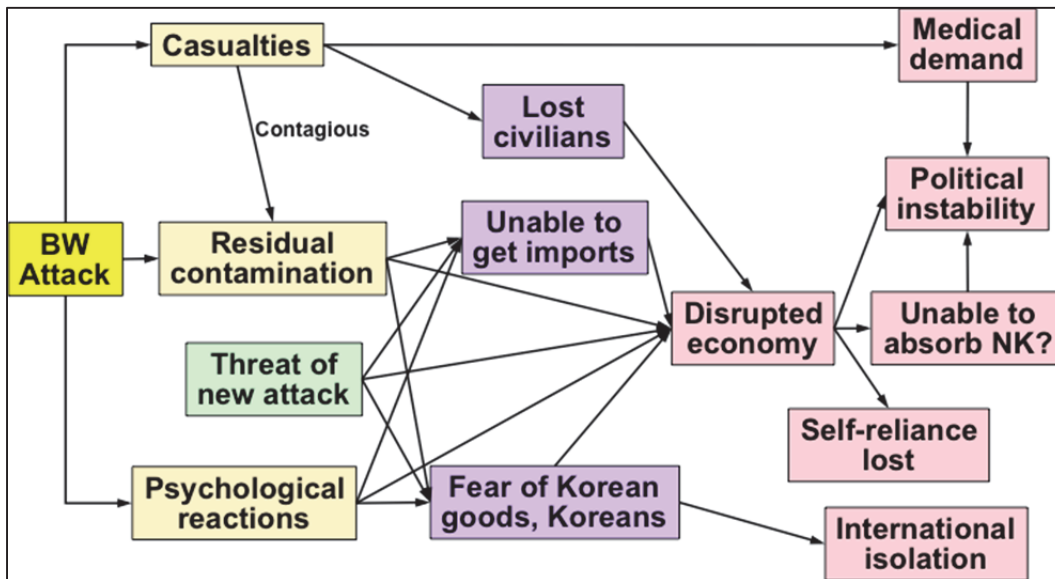 Casualties
Medical
demand
Contagious
Lost
civilians
Political
instability
BW
Attack
Residual
contamination
Unable to
get imports
Disrupted
economy
Unable to
absorb NK?
Threat of
new attack
Self-reliance
lost
Psychological
reactions
Fear of Korean
goods, Koreans
International
isolation